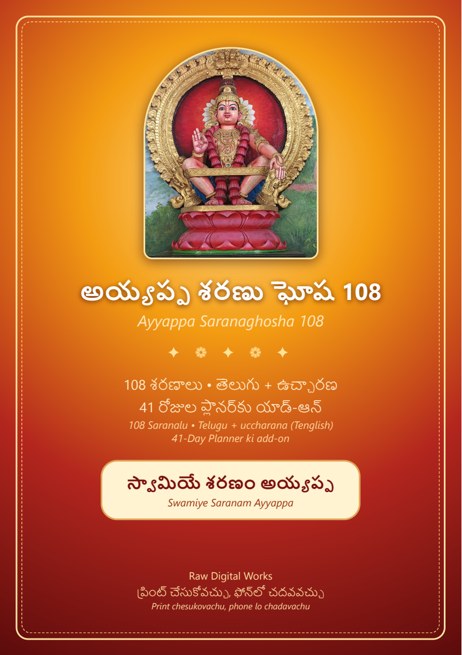 అయ్యప్ప శరణు ఘోష 108
Ayyappa Saranaghosha 108
108 శరణాలు • తెలుగు + ఉచ్చారణ
41 రోజుల ప్లానర్‌కు యాడ్-ఆన్
108 Saranalu • Telugu + uccharana (Tenglish)
41-Day Planner ki add-on
స్వామియే శరణం అయ్యప్ప
Swamiye Saranam Ayyappa
Raw Digital Works
ప్రింట్ చేసుకోవచ్చు, ఫోన్‌లో చదవవచ్చు
Print chesukovachu, phone lo chadavachu